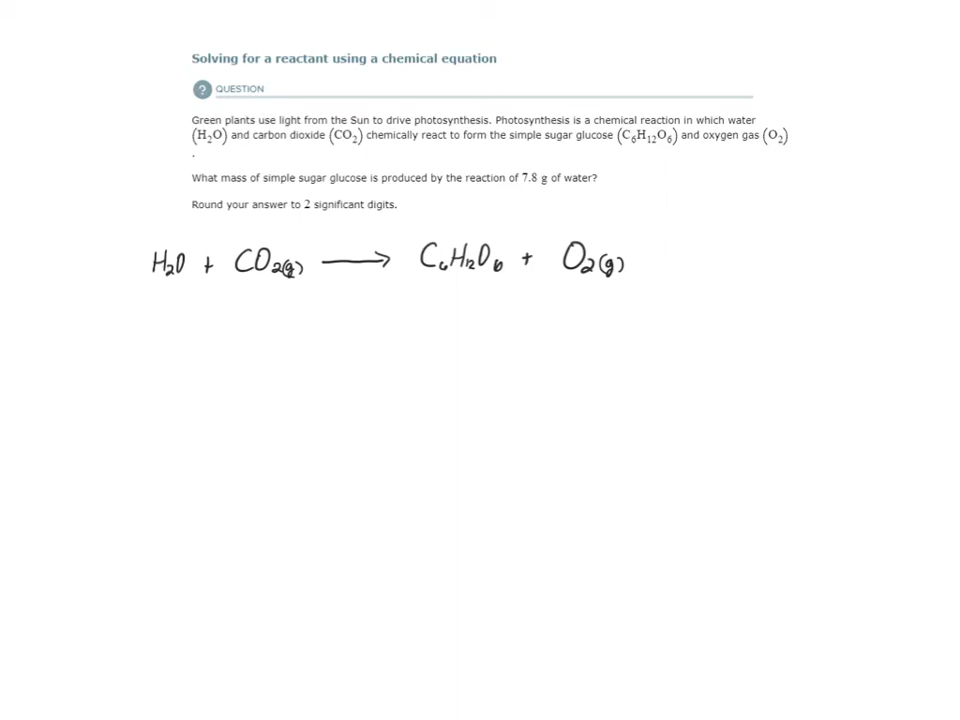 Solving for a reactant using a chemical equation
? QUESTION
Green plants use light from the Sun to drive photosynthesis. Photosynthesis is a chemical reaction in which water
(H₂O) and carbon dioxide (CO₂) chemically react to form the simple sugar glucose (C₆H₁₂O₆) and oxygen gas (O₂)
.
What mass of simple sugar glucose is produced by the reaction of 7.8 g of water?
Round your answer to 2 significant digits.
H₂O + CO₂(g) ⟶ C₆H₁₂O₆ + O₂(g)